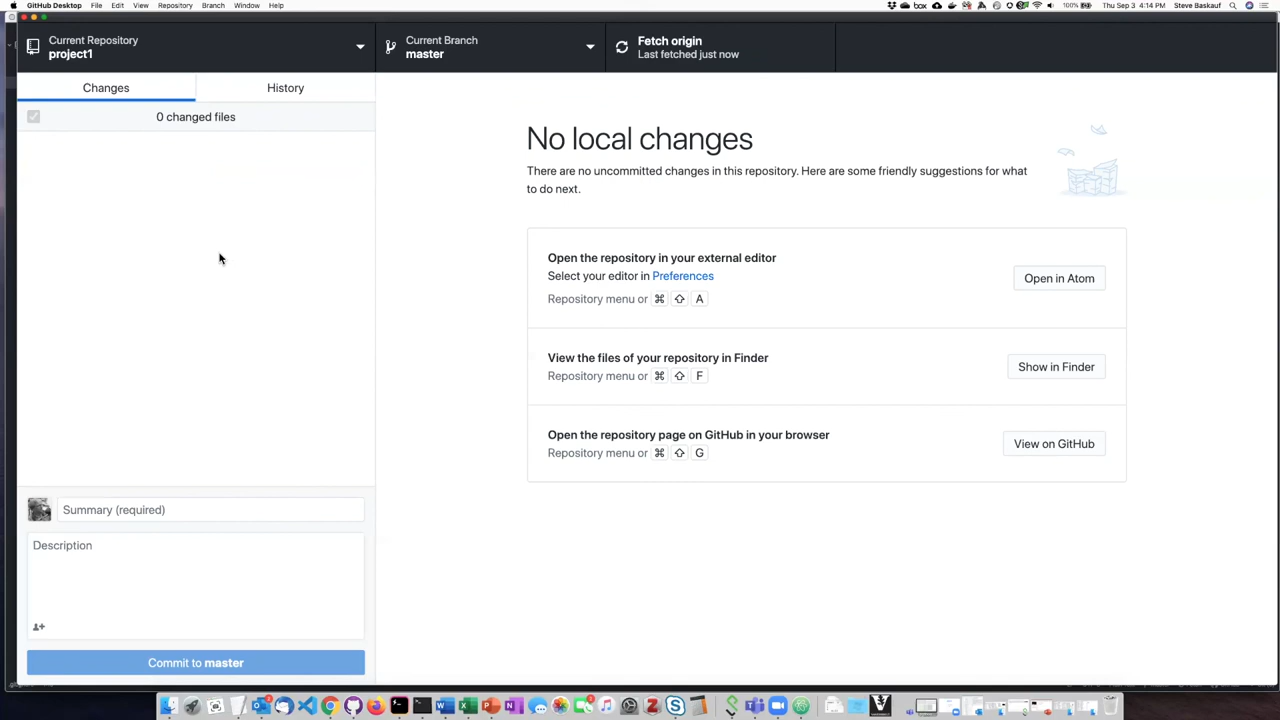 GitHub Desktop File Edit View Repository Branch Window Help
box 100% Thu Sep 3 4:14 PM Steve Baskauf
Current Repository
project1
Current Branch
master
Fetch origin
Last fetched just now
Changes History
0 changed files
No local changes
There are no uncommitted changes in this repository. Here are some friendly suggestions for what
to do next.
Open the repository in your external editor
Select your editor in Preferences
Repository menu or ⌘ ⇧ A
Open in Atom
View the files of your repository in Finder
Repository menu or ⌘ ⇧ F
Show in Finder
Open the repository page on GitHub in your browser
Repository menu or ⌘ ⇧ G
View on GitHub
Summary (required)
Description
Commit to master